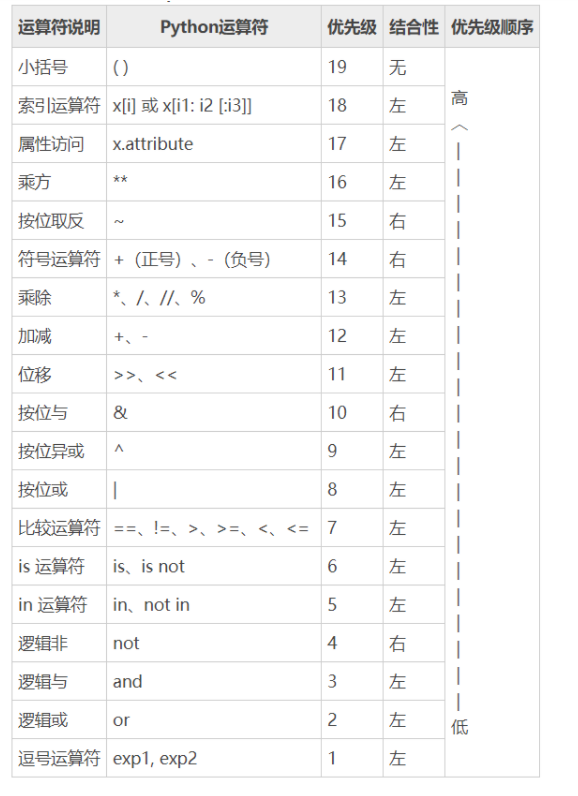 运算符说明 Python运算符 优先级 结合性 优先级顺序
小括号 ( ) 19 无
高
索引运算符 x[i] 或 x[i1: i2 [:i3]] 18 左
属性访问 x.attribute 17 左
乘方 ** 16 左
按位取反 ~ 15 右
符号运算符 +（正号）、-（负号） 14 右
乘除 *、/、//、% 13 左
加减 +、- 12 左
位移 >>、<< 11 左
按位与 & 10 右
按位异或 ^ 9 左
按位或 | 8 左
比较运算符 ==、!=、>、>=、<、<= 7 左
is 运算符 is、is not 6 左
in 运算符 in、not in 5 左
逻辑非 not 4 右
逻辑与 and 3 左
逻辑或 or 2 左
低
逗号运算符 exp1, exp2 1 左